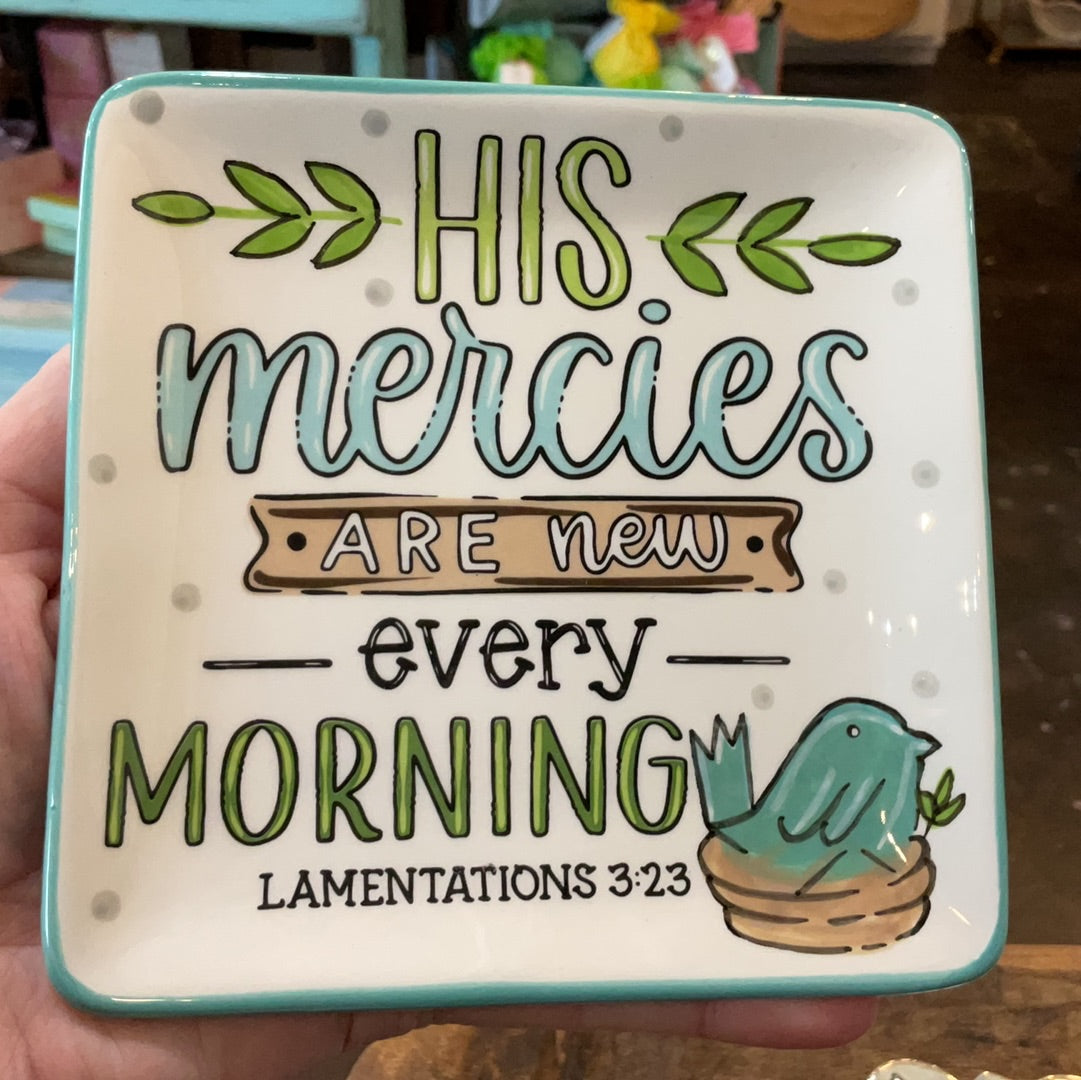 HIS
mercies
ARE new
every
MORNING
LAMENTATIONS 3:23